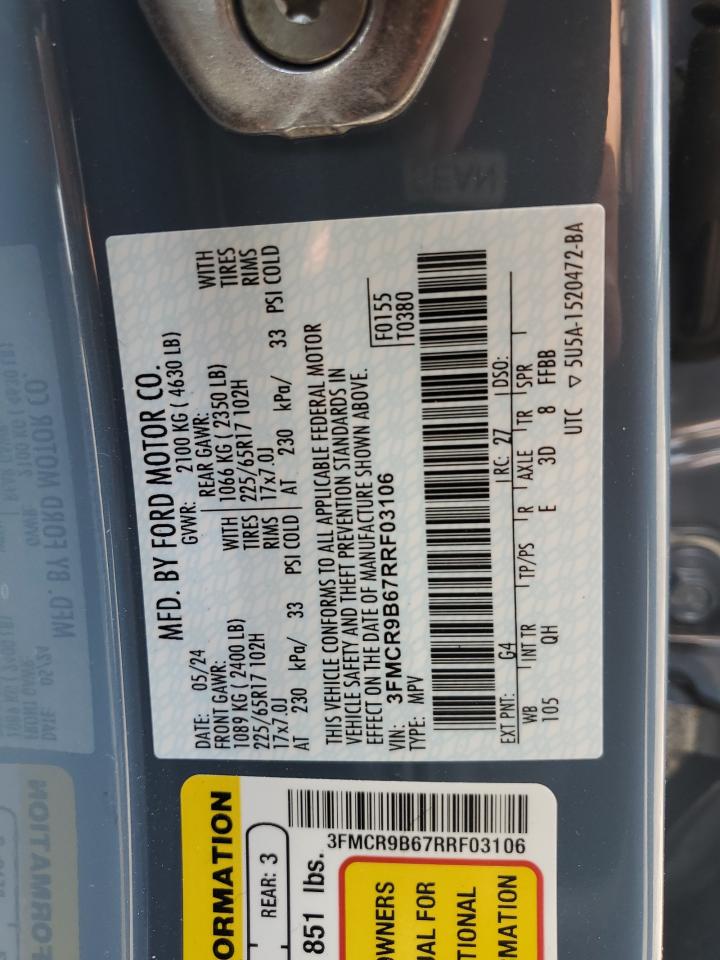 MFD. BY FORD MOTOR CO.
DATE: 05/24 GVWR: 2100 KG ( 4630 LB)
FRONT GAWR: REAR GAWR:
1089 KG ( 2400 LB) WITH 1066 KG ( 2350 LB) WITH
225/65R17 102H TIRES 225/65R17 102H TIRES
17x7.0J RIMS 17x7.0J RIMS
AT 230 kPa/ 33 PSI COLD AT 230 kPa/ 33 PSI COLD
THIS VEHICLE CONFORMS TO ALL APPLICABLE FEDERAL MOTOR
VEHICLE SAFETY AND THEFT PREVENTION STANDARDS IN
EFFECT ON THE DATE OF MANUFACTURE SHOWN ABOVE.
VIN: 3FMCR9B67RRF03106 F0155
TYPE: MPV T0380
EXT PNT: G4 RC: 27 DSO:
WB INT TR TP/PS R AXLE TR SPR
105 QH E 3D 8 FFBB
UTC ▽ 5U5A-1520472-BA
ORMATION
REAR: 3
851 lbs.
3FMCR9B67RRF03106
OWNERS
UAL FOR
TIONAL
MATION